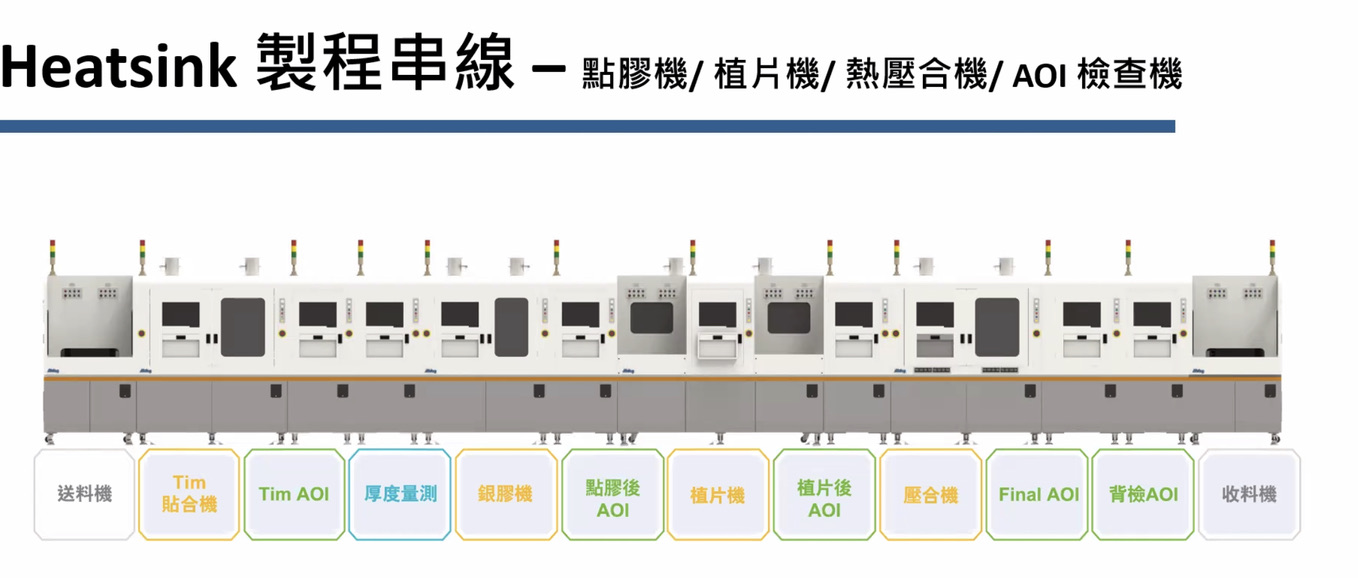 Heatsink 製程串線 – 點膠機/ 植片機/ 熱壓合機/ AOI 檢查機
送料機
Tim
貼合機
Tim AOI
厚度量測
銀膠機
點膠後
AOI
植片機
植片後
AOI
壓合機
Final AOI
背檢AOI
收料機